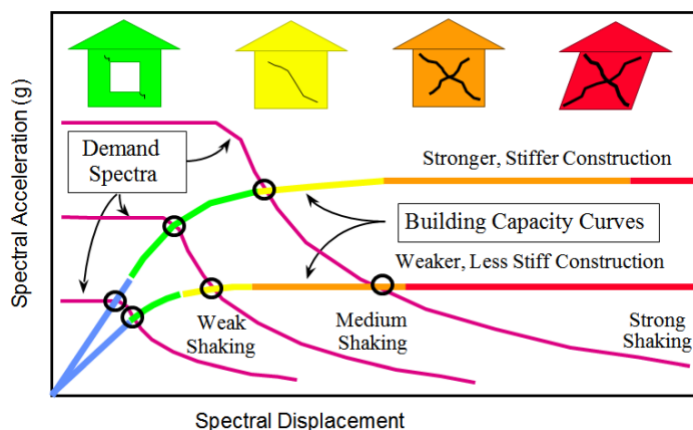 Spectral Acceleration (g)
Demand
Spectra
Stronger, Stiffer Construction
Building Capacity Curves
Weaker, Less Stiff Construction
Weak
Shaking
Medium
Shaking
Strong
Shaking
Spectral Displacement